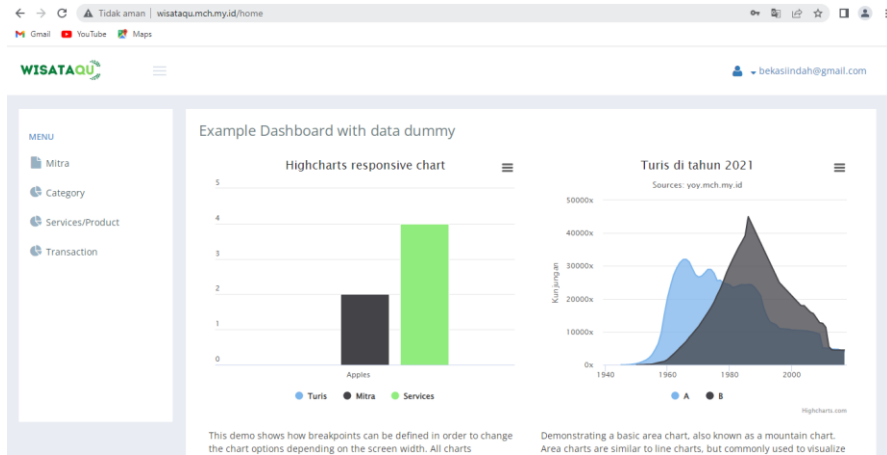 Tidak aman | wisataqu.mch.my.id/home
Gmail YouTube Maps
WISATAQU
bekasiindah@gmail.com
MENU
Mitra
Category
Services/Product
Transaction
Example Dashboard with data dummy
Highcharts responsive chart
5
4
3
2
1
0
Apples
Turis Mitra Services
This demo shows how breakpoints can be defined in order to change
the chart options depending on the screen width. All charts
Turis di tahun 2021
Sources: yoy.mch.my.id
Kunjungan
50000x
40000x
30000x
20000x
10000x
0x
1940 1960 1980 2000
A B
Highcharts.com
Demonstrating a basic area chart, also known as a mountain chart.
Area charts are similar to line charts, but commonly used to visualize